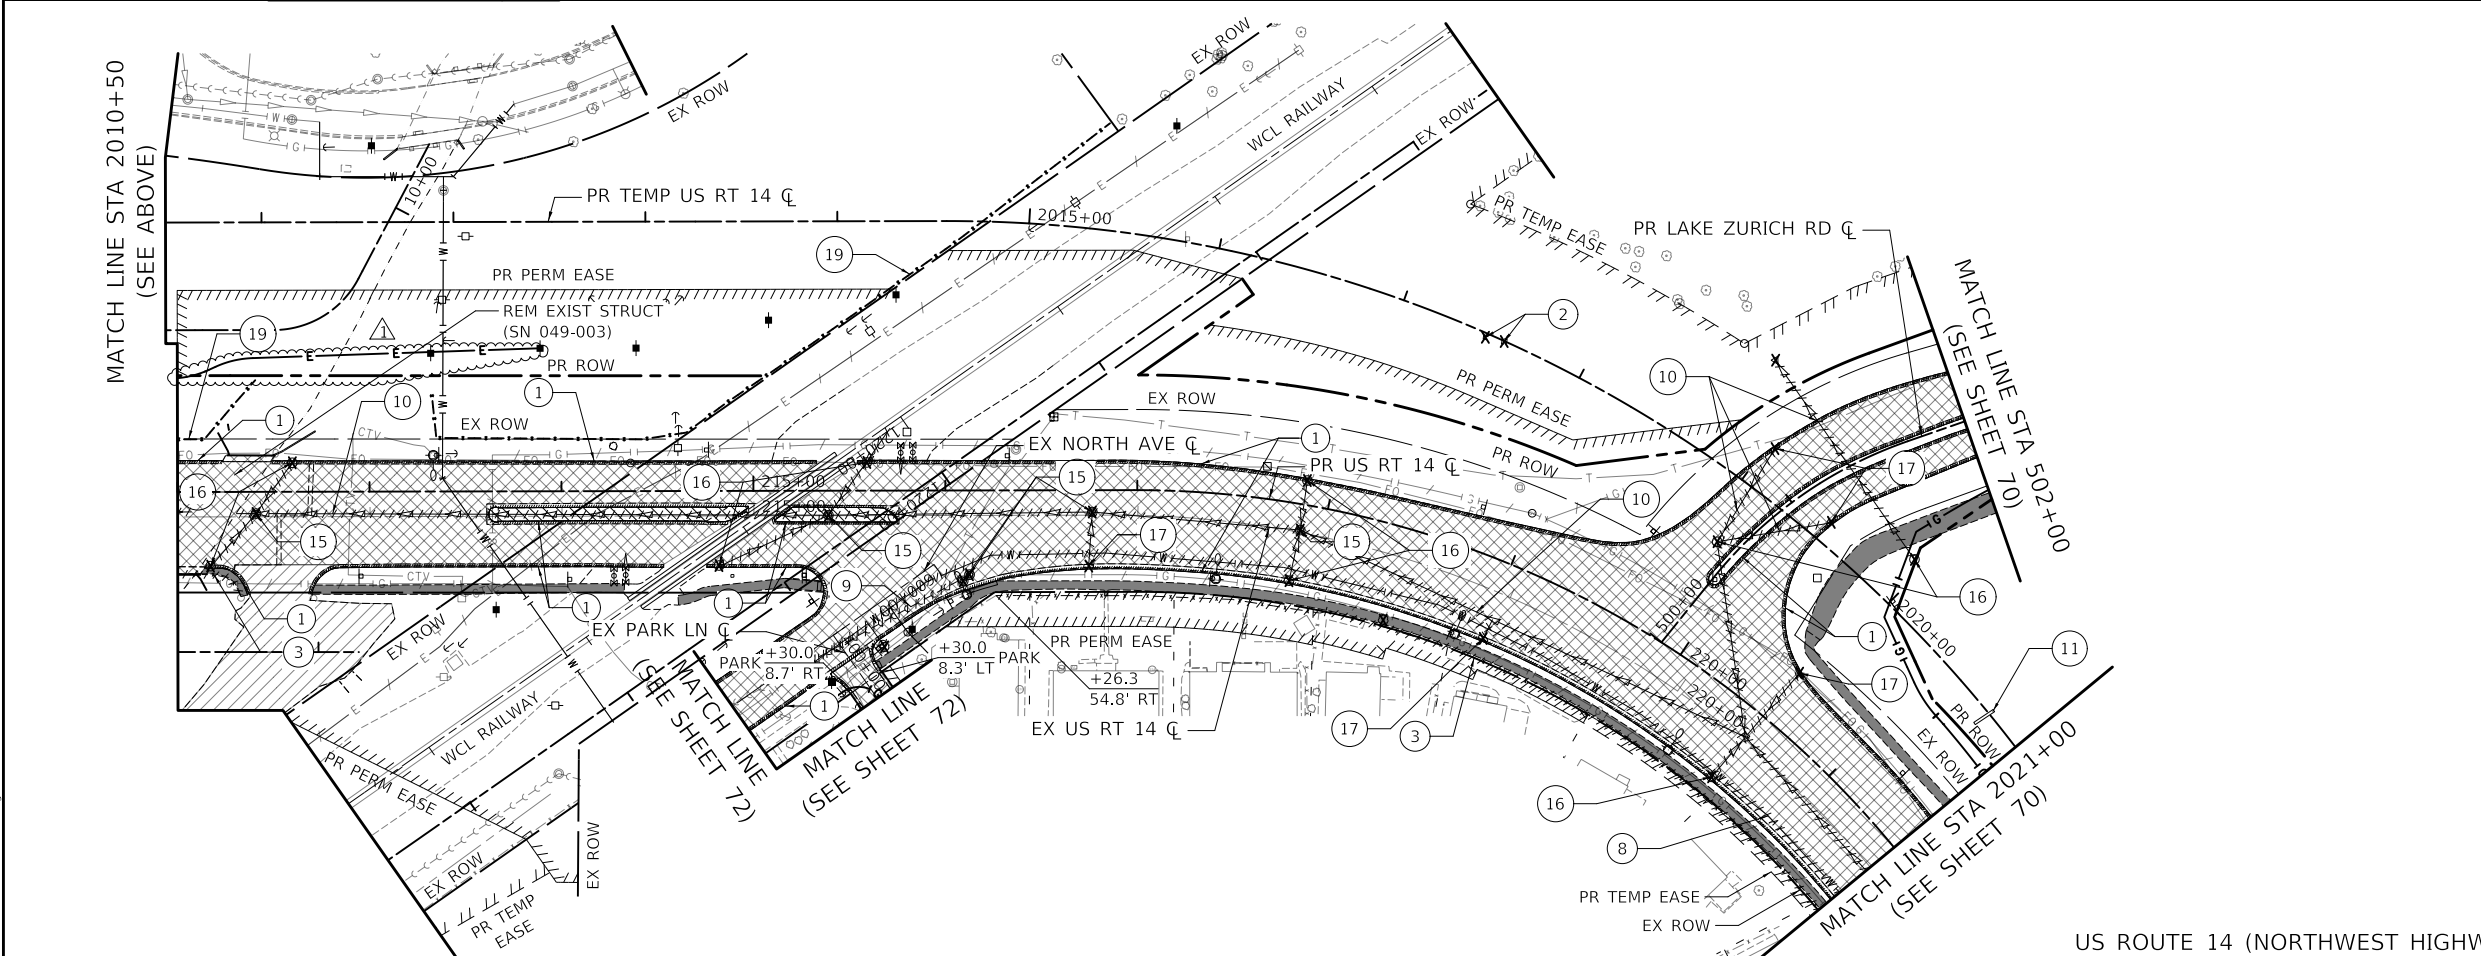 MATCH LINE STA 2010+50
(SEE ABOVE)
EX ROW
EX ROW
WCL RAILWAY
EX ROW
10+00
PR TEMP US RT 14 ℄
2015+00
PR TEMP EASE
PR LAKE ZURICH RD ℄
MATCH LINE STA 502+00
(SEE SHEET 70)
19
PR PERM EASE
REM EXIST STRUCT
(SN 049-003)
1
19
2
E E E
PR ROW
10
1
10
PR PERM EASE
EX ROW
1
EX ROW
CTV
EX NORTH AVE ℄
1
PR US RT 14 ℄
PR ROW
17
16
16
215+00
15
10
15
15
17
15
16
16
CTV
9
500+00
2020+00
1
1
1
1
3
EX ROW
EX PARK LN ℄
PARK
+30.0
8.7' RT
+30.0
8.3' LT
PARK
PR PERM EASE
+26.3
54.8' RT
220+00
220+00
11
17
1
MATCH LINE
(SEE SHEET 72)
MATCH LINE
(SEE SHEET 72)
EX US RT 14 ℄
17
3
PR ROW
EX ROW
WCL RAILWAY
PR PERM EASE
16
8
MATCH LINE STA 2021+00
(SEE SHEET 70)
EX ROW
EX ROW
PR TEMP
EASE
PR TEMP EASE
EX ROW
US ROUTE 14 (NORTHWEST HIGHW